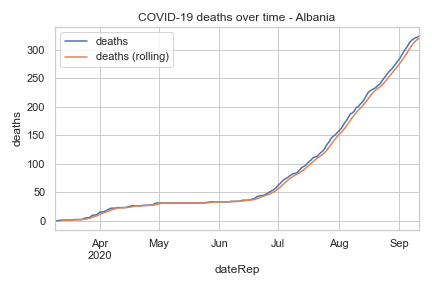 COVID-19 deaths over time - Albania
deaths
deaths (rolling)
300
250
200
150
100
50
0
deaths
Apr May Jun Jul Aug Sep
2020
dateRep